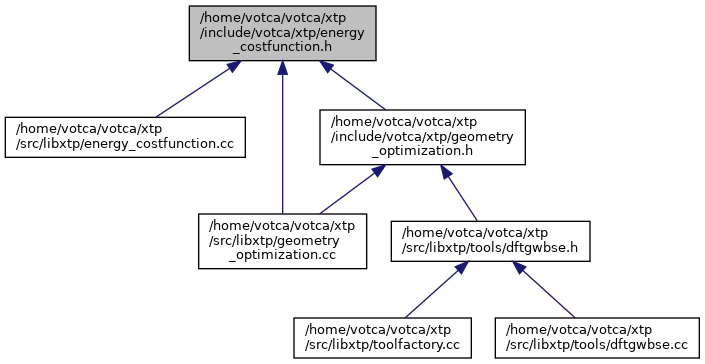 /home/votca/votca/xtp
/include/votca/xtp/energy
_costfunction.h
/home/votca/votca/xtp
/src/libxtp/energy_costfunction.cc
/home/votca/votca/xtp
/include/votca/xtp/geometry
_optimization.h
/home/votca/votca/xtp
/src/libxtp/geometry
_optimization.cc
/home/votca/votca/xtp
/src/libxtp/tools/dftgwbse.h
/home/votca/votca/xtp
/src/libxtp/toolfactory.cc
/home/votca/votca/xtp
/src/libxtp/tools/dftgwbse.cc